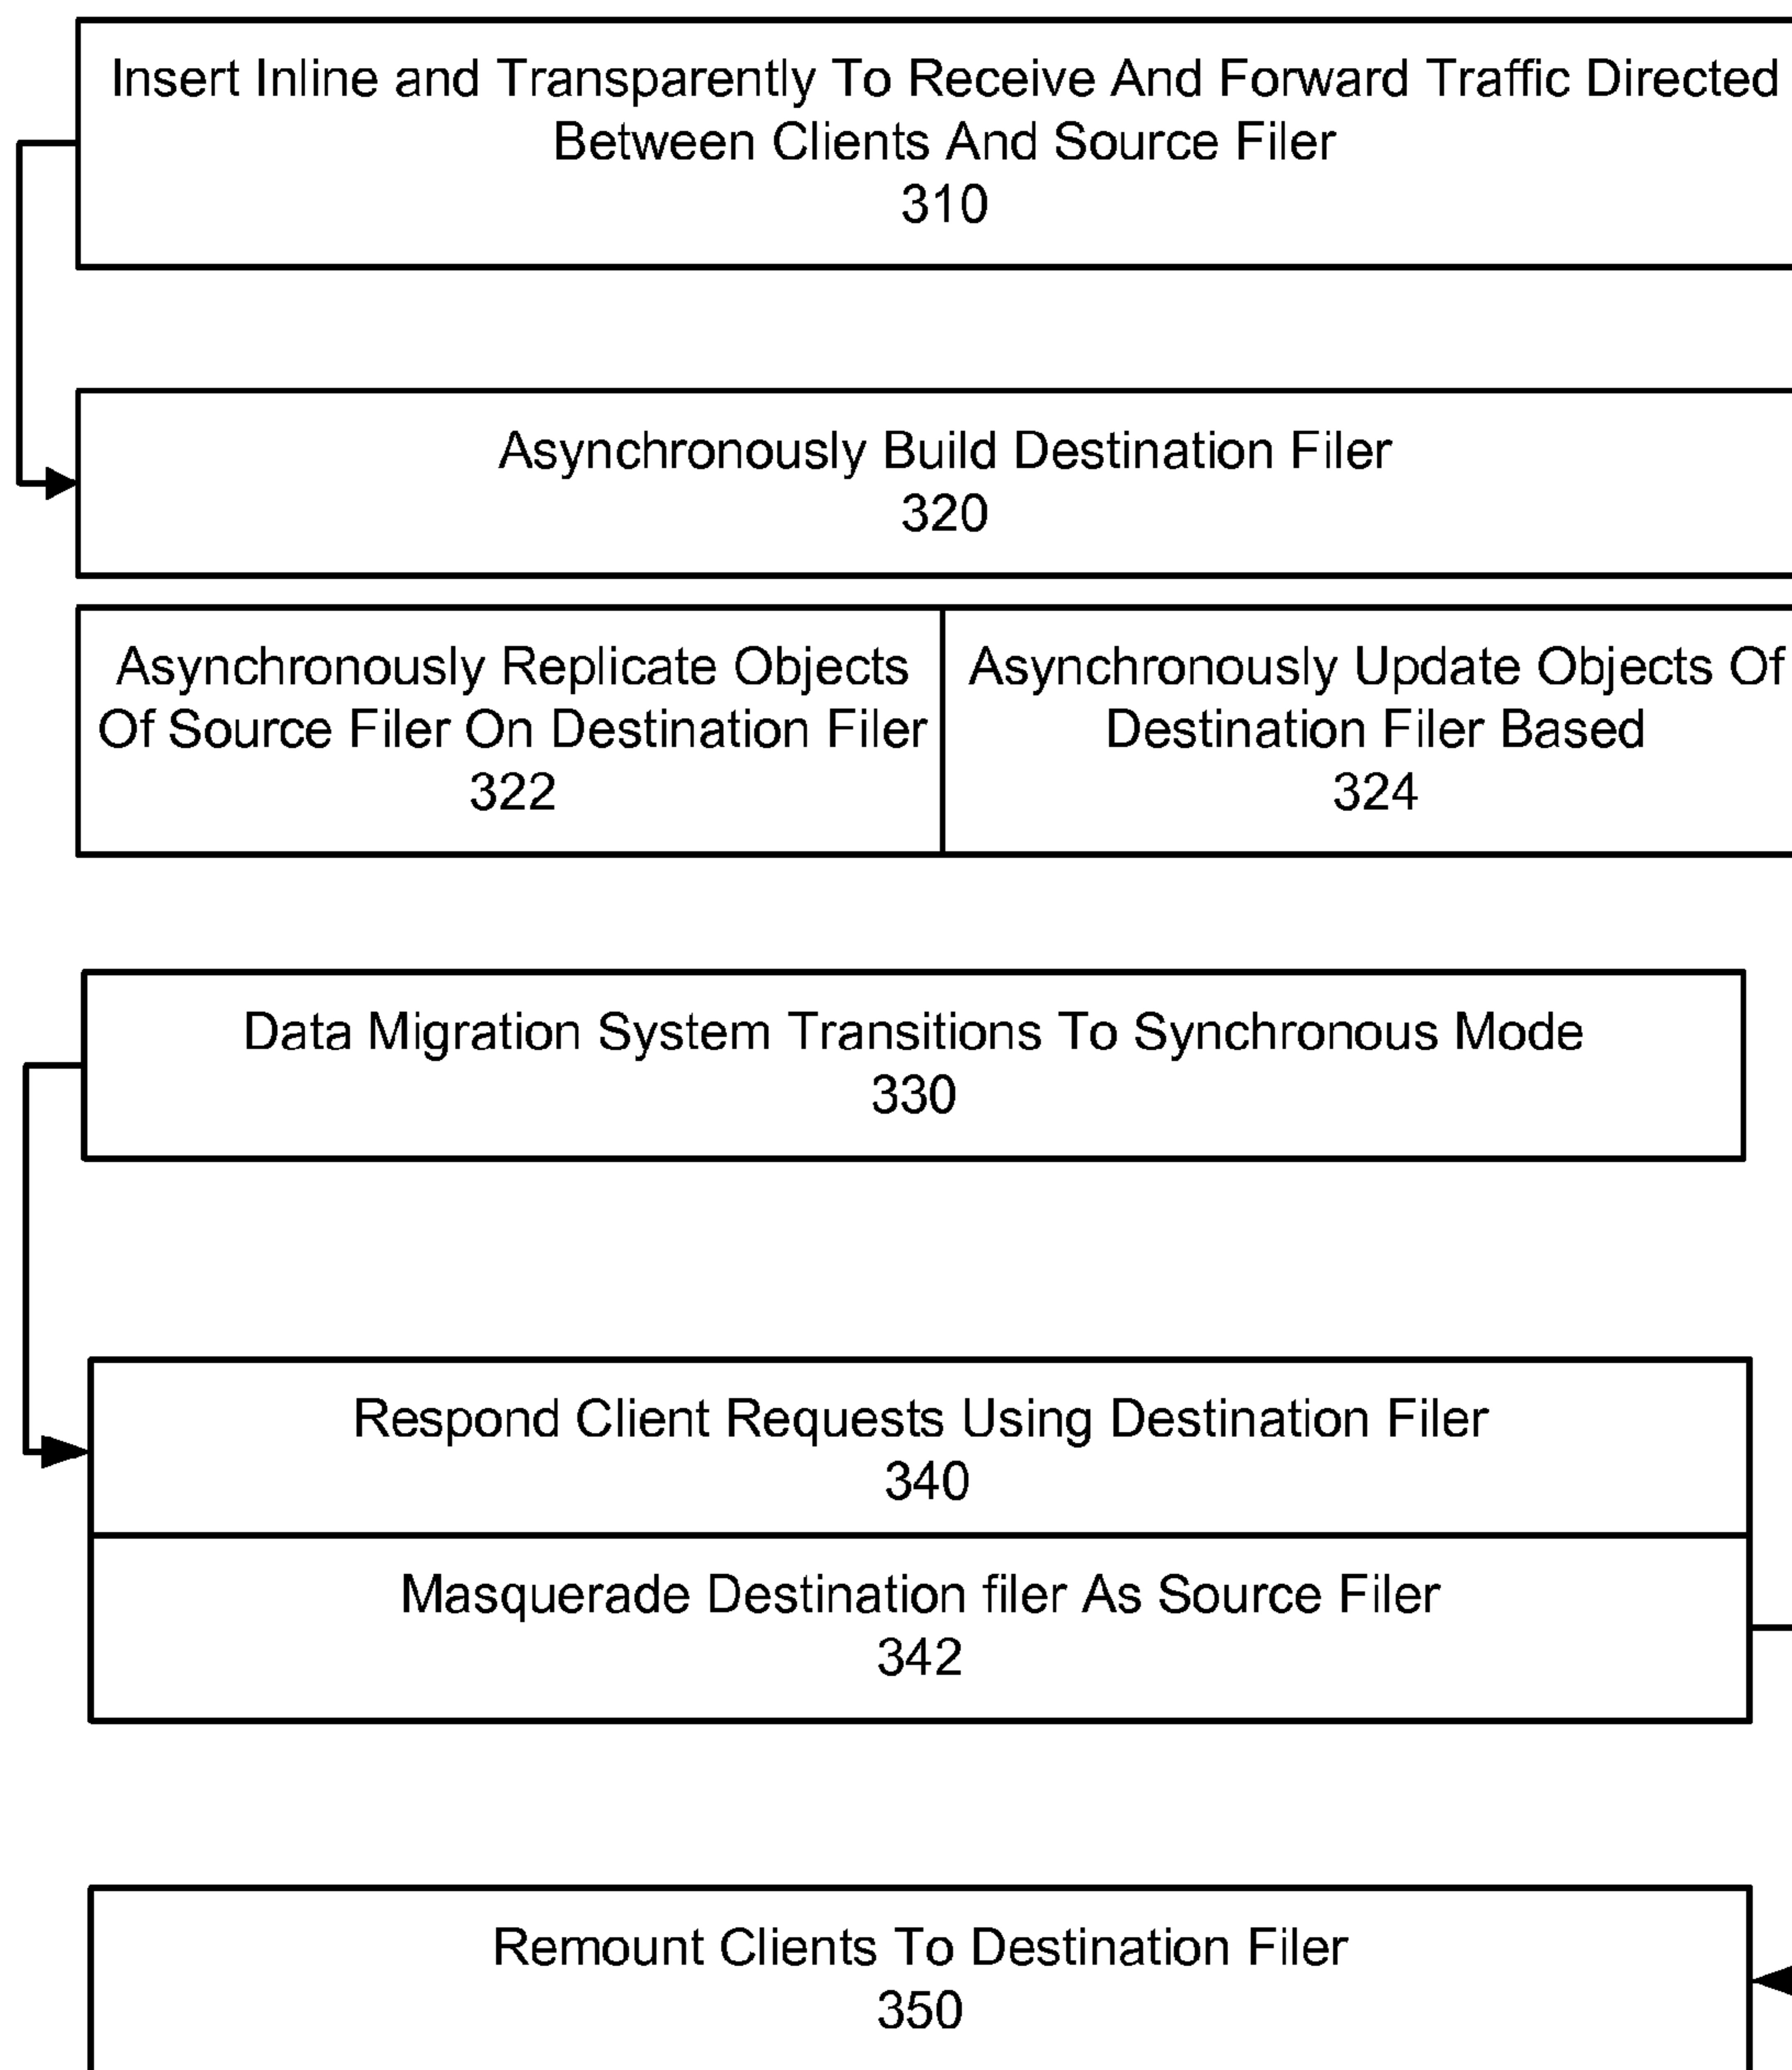 Insert Inline and Transparently To Receive And Forward Traffic Directed
Between Clients And Source Filer
310
Asynchronously Build Destination Filer
320
Asynchronously Replicate Objects
Of Source Filer On Destination Filer
322
Asynchronously Update Objects Of
Destination Filer Based
324
Data Migration System Transitions To Synchronous Mode
330
Respond Client Requests Using Destination Filer
340
Masquerade Destination filer As Source Filer
342
Remount Clients To Destination Filer
350